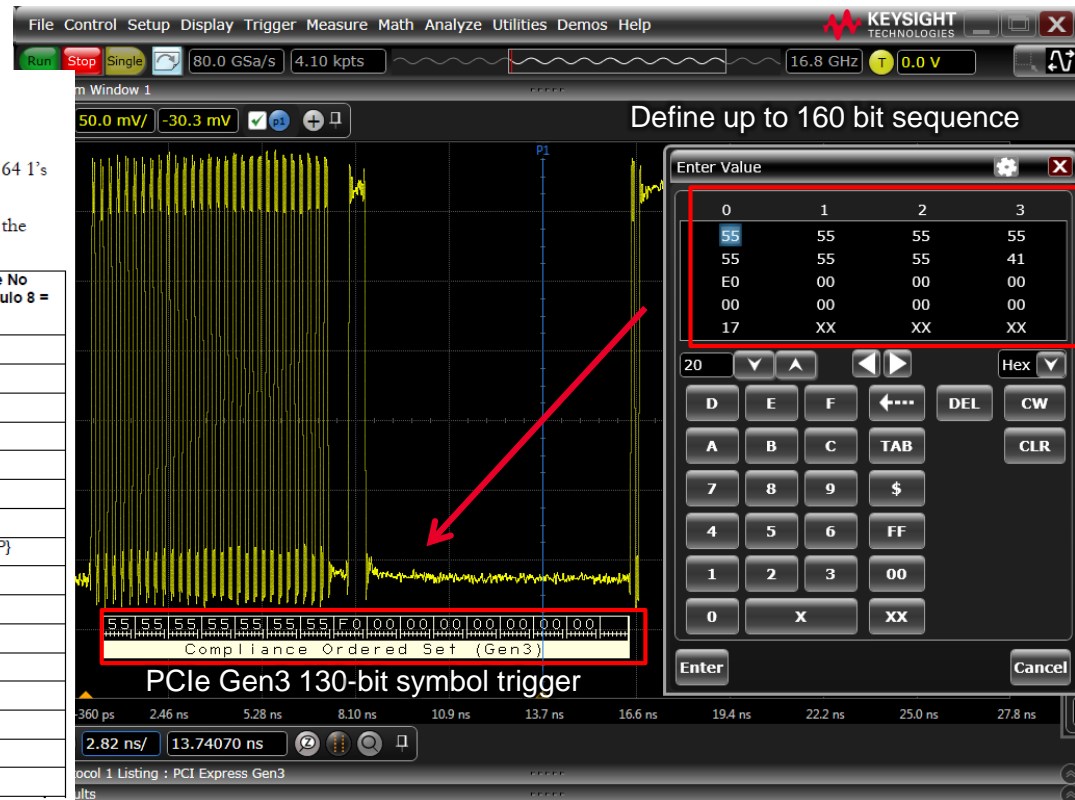 File Control Setup Display Trigger Measure Math Analyze Utilities Demos Help
KEYSIGHT
TECHNOLOGIES
Run Stop Single 80.0 GSa/s 4.10 kpts 16.8 GHz T 0.0 V
m Window 1
50.0 mV/ -30.3 mV p1
Define up to 160 bit sequence
64 1's
the
e No
ulo 8 =
P}
P1
Enter Value
0 1 2 3
55 55 55 55
55 55 55 41
E0 00 00 00
00 00 00 00
17 XX XX XX
20 Hex
D E F DEL CW
A B C TAB CLR
7 8 9 $
4 5 6 FF
1 2 3 00
0 X XX
Enter Cancel
55 55 55 55 55 55 55 F0 00 00 00 00 00 00 00
Compliance Ordered Set (Gen3)
PCIe Gen3 130-bit symbol trigger
-360 ps 2.46 ns 5.28 ns 8.10 ns 10.9 ns 13.7 ns 16.6 ns 19.4 ns 22.2 ns 25.0 ns 27.8 ns
2.82 ns/ 13.74070 ns
ocol 1 Listing : PCI Express Gen3
ults